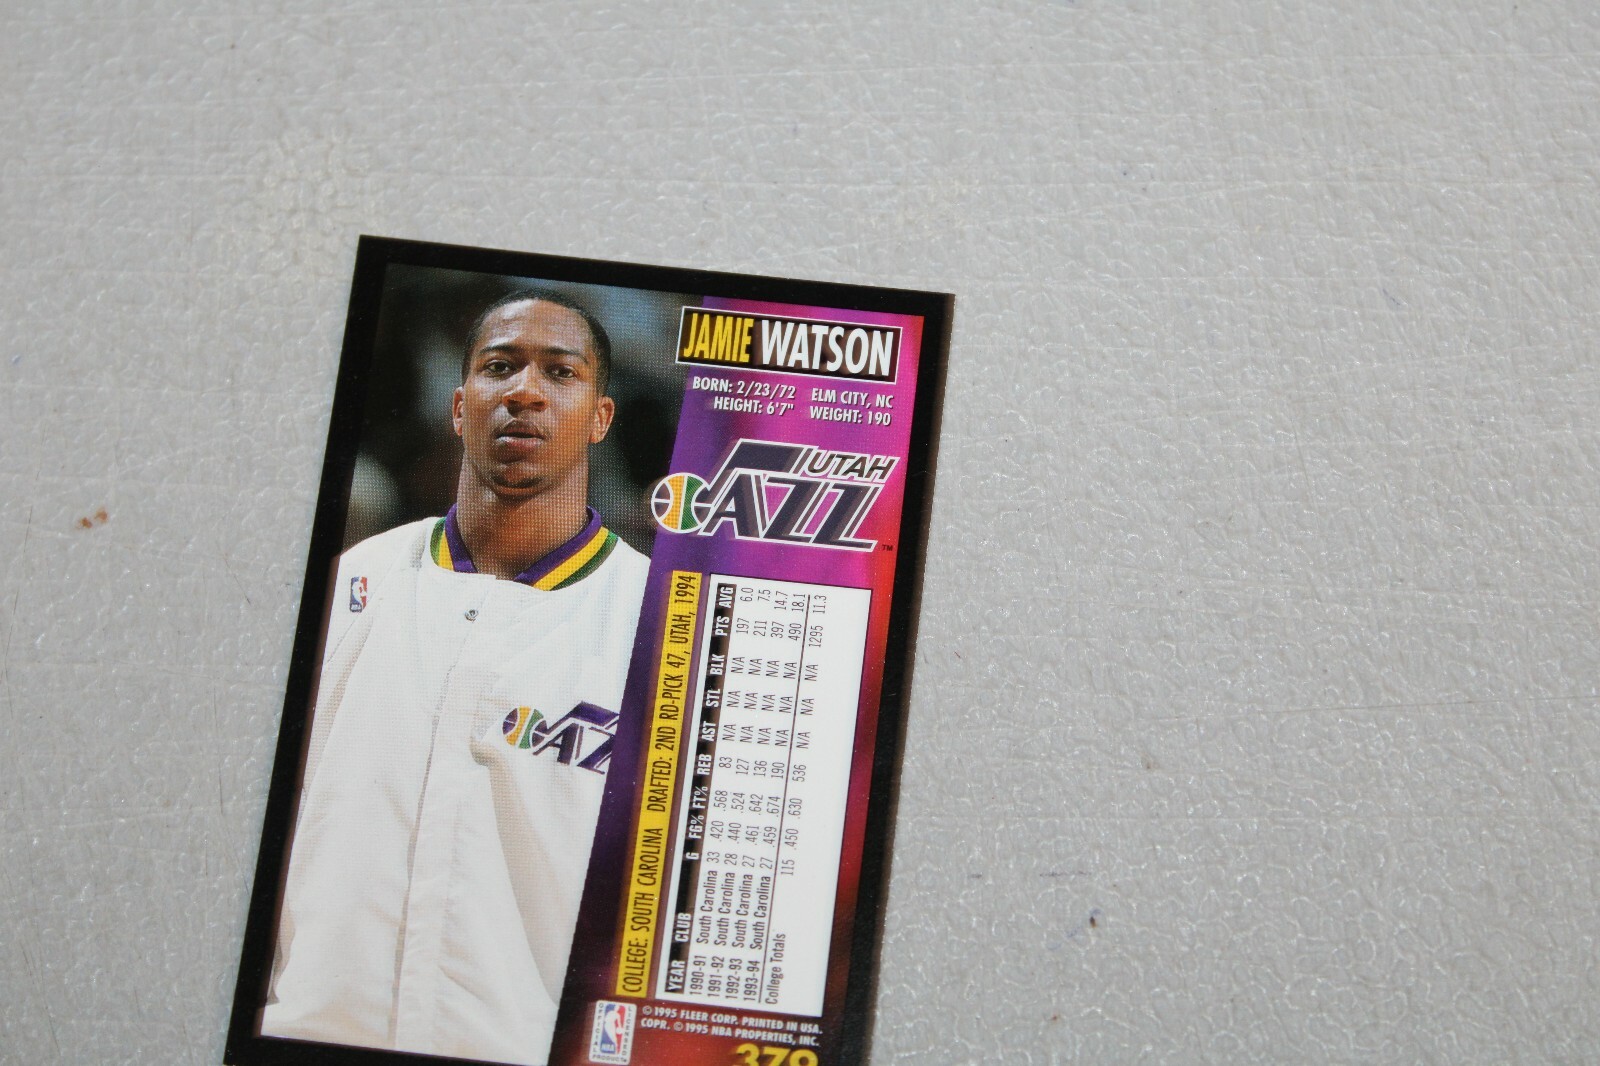 JAMIE WATSON
BORN: 2/23/72 ELM CITY, NC
HEIGHT: 6'7" WEIGHT: 190
UTAH
JAZZ
TM
JAZZ
COLLEGE: SOUTH CAROLINA DRAFTED: 2ND RD-PICK 47, UTAH, 1994
YEAR CLUB G FG% FT% REB AST STL BLK PTS AVG
1990-91 South Carolina 33 .420 .568 83 N/A N/A N/A 197 6.0
1991-92 South Carolina 28 .440 .524 127 N/A N/A N/A 211 7.5
1992-93 South Carolina 27 .461 .642 136 N/A N/A N/A 397 14.7
1993-94 South Carolina 27 .459 .674 190 N/A N/A N/A 490 18.1
College Totals 115 .450 .630 536 N/A N/A N/A 1295 11.3
©1995 FLEER CORP. PRINTED IN USA.
COPR. ©1995 NBA PROPERTIES, INC.
379